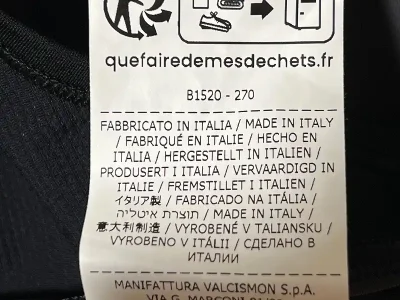 quefairedemesdechets.fr
B1520 - 270
FABBRICATO IN ITALIA / MADE IN ITALY
/ FABRIQUÉ EN ITALIE / HECHO EN
ITALIA / HERGESTELLT IN ITALIEN /
PRODUSERT I ITALIA / VERVAARDIGD IN
ITALIE / FREMSTILLET I ITALIEN /
イタリア製 / FABRICADO NA ITÁLIA /
תוצרת איטליה / MADE IN ITALY /
意大利制造 / VYROBENÉ V TALIANSKU /
VYROBENO V ITÁLII / СДЕЛАНО В
ИТАЛИИ
MANIFATTURA VALCISMON S.p.A.
VIA G. MARCONI